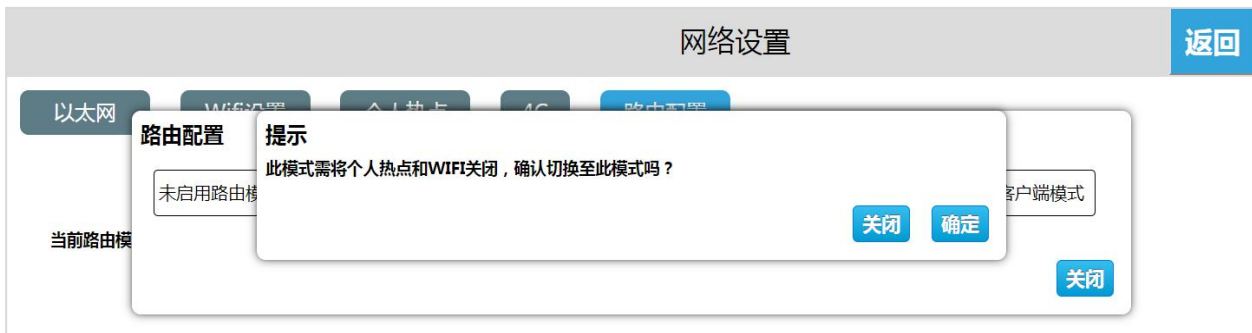 网络设置
返回
以太网
路由配置
提示
此模式需将个人热点和WIFI关闭，确认切换至此模式吗？
未启用路由模
客户端模式
关闭
确定
当前路由模
关闭